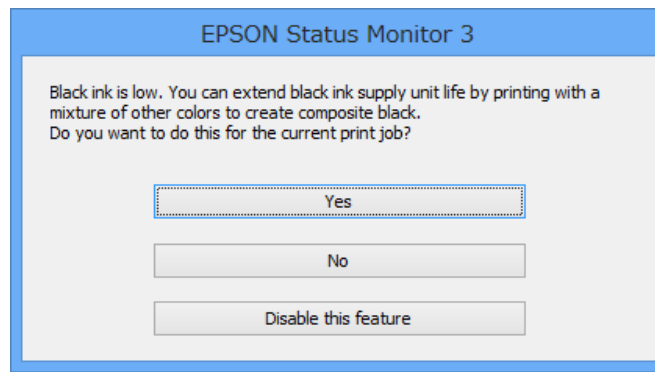 EPSON Status Monitor 3
Black ink is low. You can extend black ink supply unit life by printing with a
mixture of other colors to create composite black.
Do you want to do this for the current print job?
Yes
No
Disable this feature